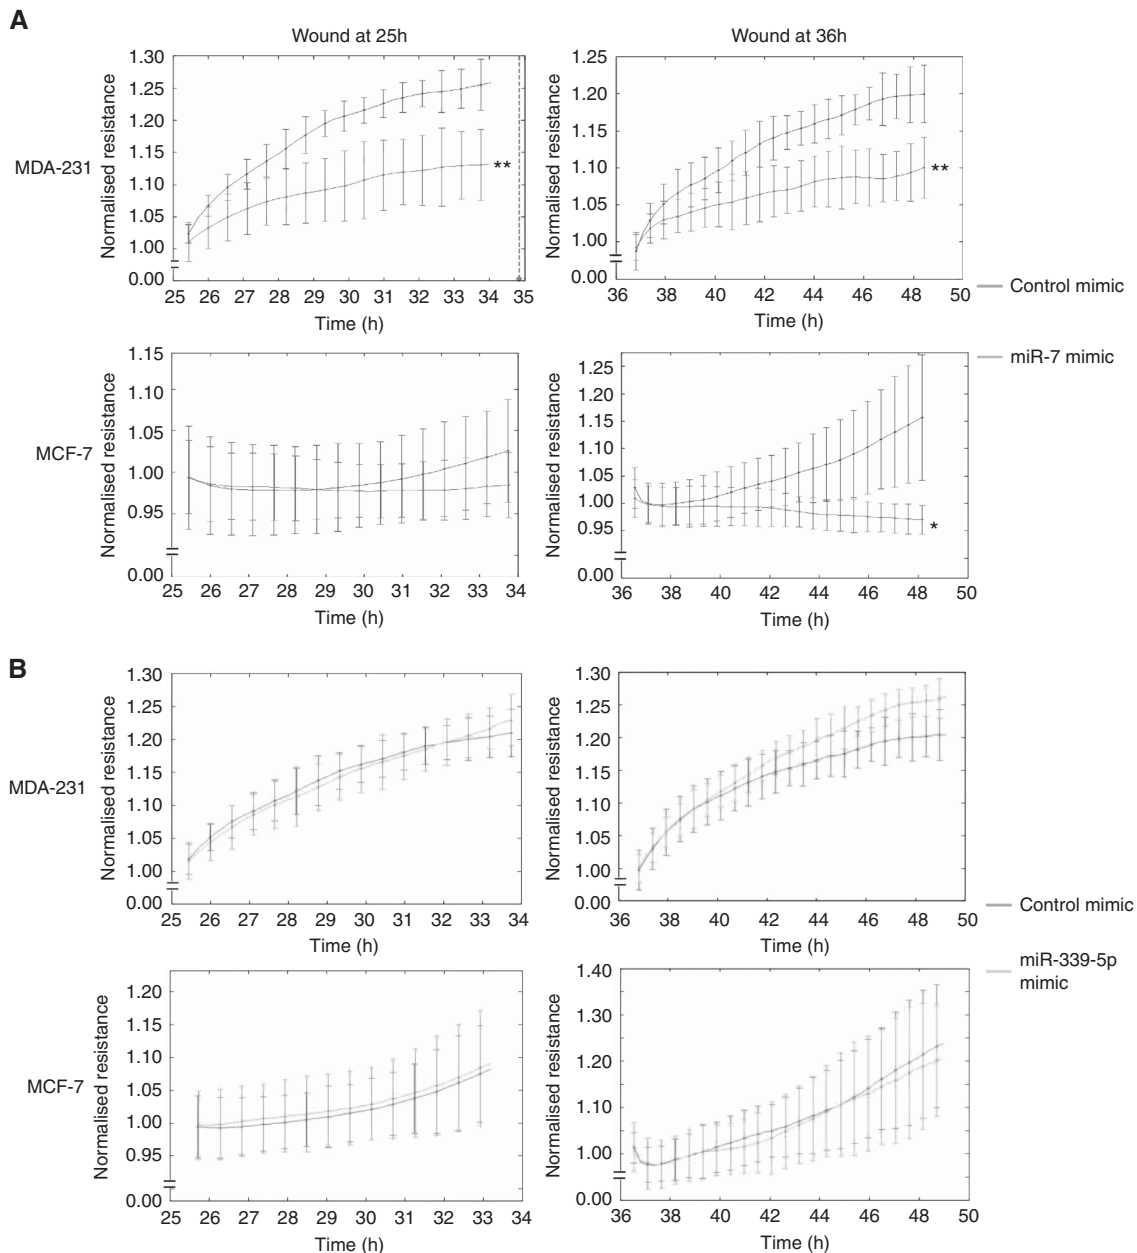 A
Wound at 25h
Wound at 36h
MDA-231
Normalised resistance
1.30
1.25
1.20
1.15
1.10
1.05
1.00
0.00
**
25 26 27 28 29 30 31 32 33 34 35
Time (h)
Normalised resistance
1.25
1.20
1.15
1.10
1.05
1.00
0.00
**
36 38 40 42 44 46 48 50
Time (h)
Control mimic
miR-7 mimic
MCF-7
Normalised resistance
1.15
1.10
1.05
1.00
0.95
0.00
25 26 27 28 29 30 31 32 33 34
Time (h)
Normalised resistance
1.25
1.20
1.15
1.10
1.05
1.00
0.95
0.00
*
36 38 40 42 44 46 48 50
Time (h)
B
MDA-231
Normalised resistance
1.30
1.20
1.15
1.10
1.05
1.00
0.00
25 26 27 28 29 30 31 32 33 34
Time (h)
Normalised resistance
1.30
1.25
1.20
1.15
1.10
1.05
1.00
0.00
36 38 40 42 44 46 48 50
Time (h)
Control mimic
miR-339-5p
mimic
MCF-7
Normalised resistance
1.20
1.15
1.10
1.05
1.00
0.95
0.00
25 26 27 28 29 30 31 32 33 34
Time (h)
Normalised resistance
1.40
1.30
1.20
1.10
1.00
0.00
36 38 40 42 44 46 48 50
Time (h)